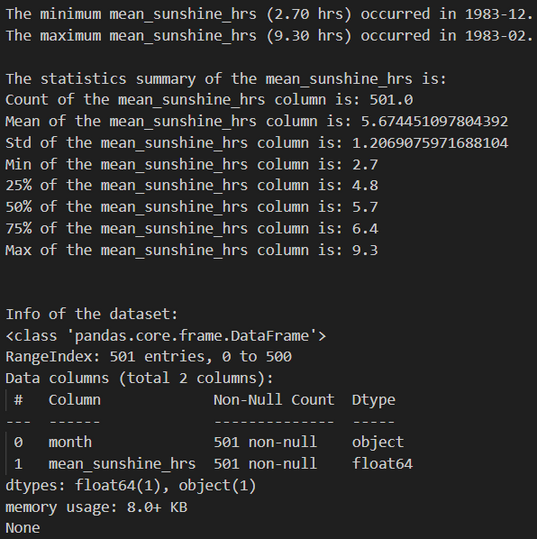 The minimum mean_sunshine_hrs (2.70 hrs) occurred in 1983-12.
The maximum mean_sunshine_hrs (9.30 hrs) occurred in 1983-02.
The statistics summary of the mean_sunshine_hrs is:
Count of the mean_sunshine_hrs column is: 501.0
Mean of the mean_sunshine_hrs column is: 5.674451097804392
Std of the mean_sunshine_hrs column is: 1.2069075971688104
Min of the mean_sunshine_hrs column is: 2.7
25% of the mean_sunshine_hrs column is: 4.8
50% of the mean_sunshine_hrs column is: 5.7
75% of the mean_sunshine_hrs column is: 6.4
Max of the mean_sunshine_hrs column is: 9.3
Info of the dataset:
<class 'pandas.core.frame.DataFrame'>
RangeIndex: 501 entries, 0 to 500
Data columns (total 2 columns):
 #   Column             Non-Null Count  Dtype
---  ------             --------------  -----
 0   month              501 non-null    object
 1   mean_sunshine_hrs  501 non-null    float64
dtypes: float64(1), object(1)
memory usage: 8.0+ KB
None